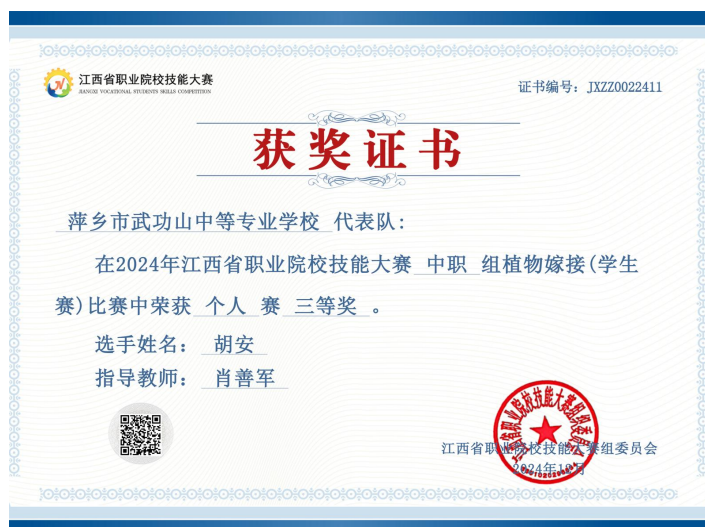 江西省职业院校技能大赛
JIANGXI VOCATIONAL STUDENTS SKILLS COMPETITION
证书编号：JXZZ0022411
获奖证书
萍乡市武功山中等专业学校 代表队:
在2024年江西省职业院校技能大赛 中职 组植物嫁接(学生
赛)比赛中荣获 个人 赛 三等奖 。
选手姓名： 胡安
指导教师： 肖善军
江西省职业院校技能大赛组委员会
2024年12月